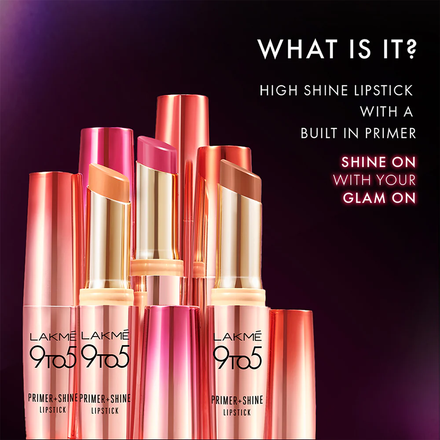 WHAT IS IT?
HIGH SHINE LIPSTICK
WITH A
BUILT IN PRIMER
SHINE ON
WITH YOUR
GLAM ON
LAKMÉ
9TO5
PRIMER+SHINE
LIPSTICK
LAKMÉ
9TO5
PRIMER+SHINE
LIPSTICK
LAKMÉ
9TO5
PRIMER+SHINE
LIPSTICK